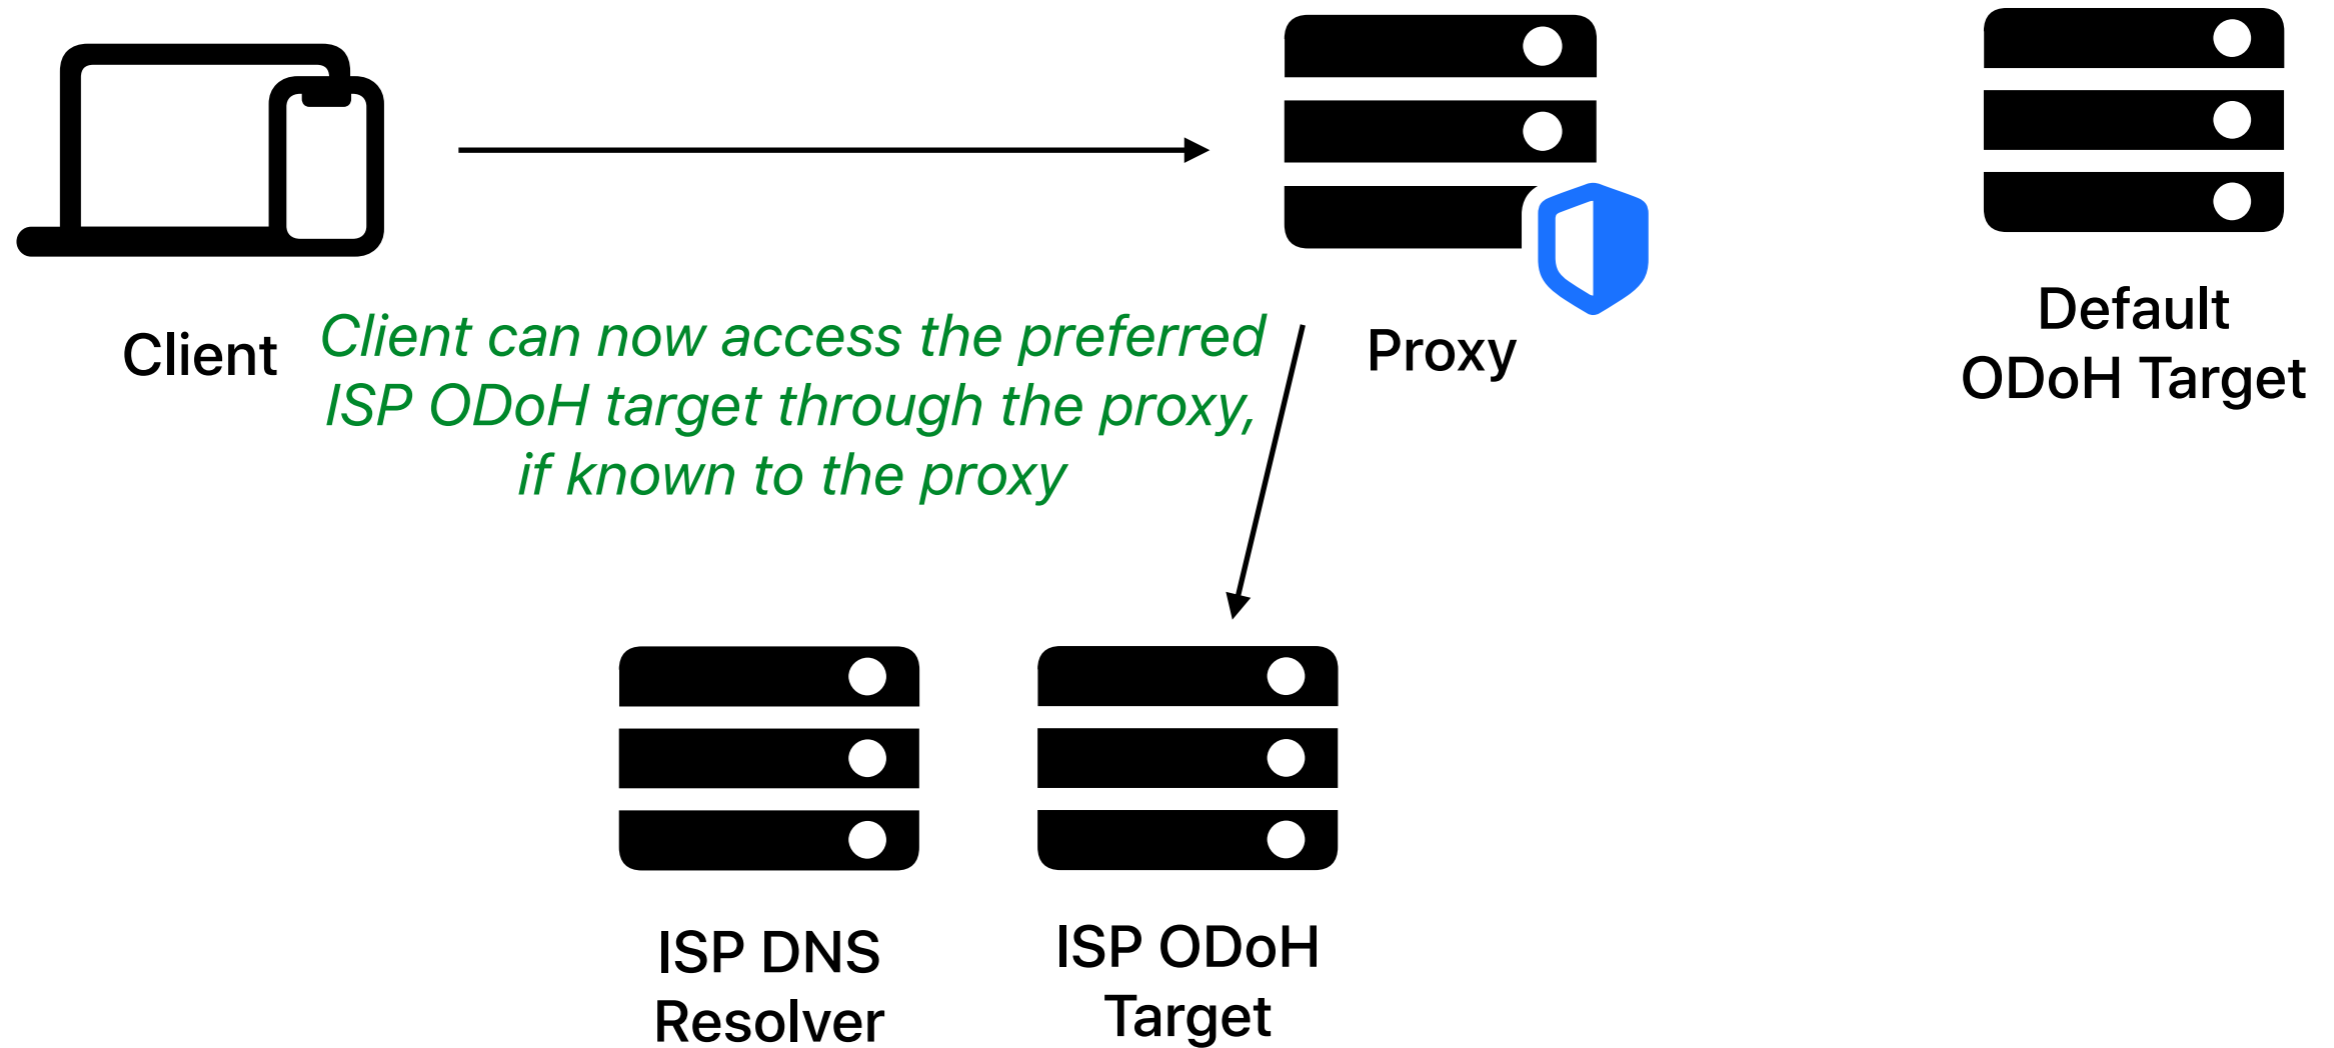 Client
Client can now access the preferred
ISP ODoH target through the proxy,
if known to the proxy
Proxy
Default
ODoH Target
ISP DNS
Resolver
ISP ODoH
Target